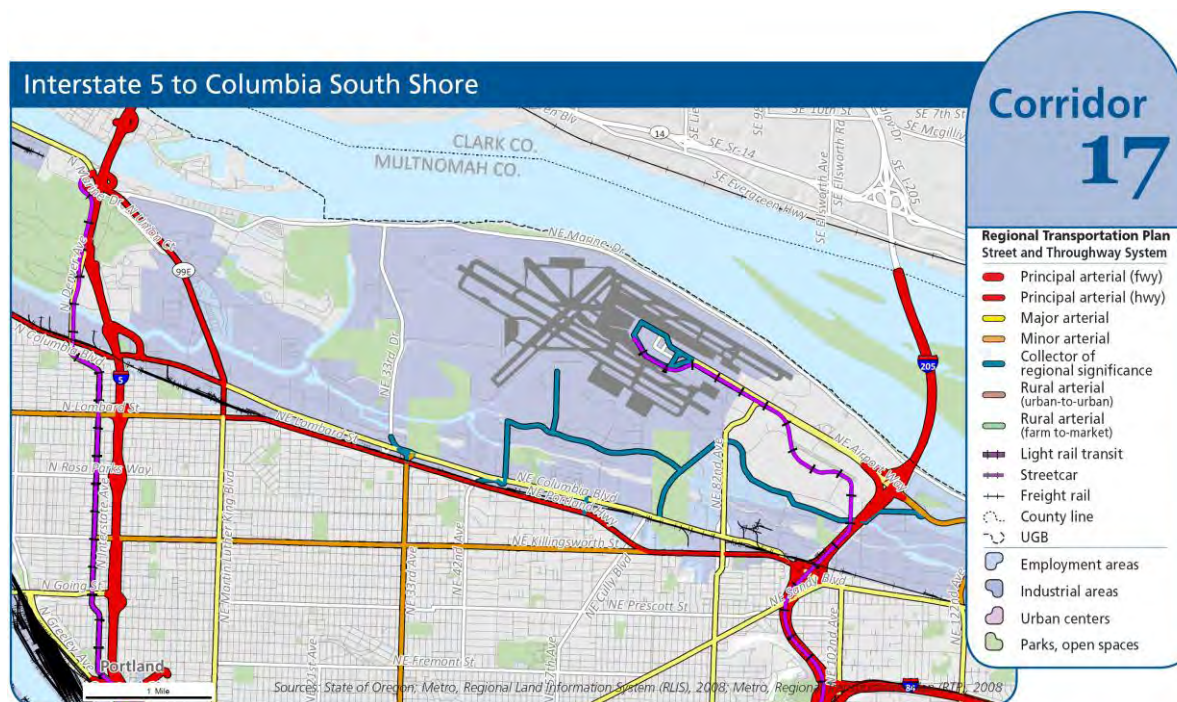 Interstate 5 to Columbia South Shore
Corridor
17
Regional Transportation Plan
Street and Throughway System
Principal arterial (fwy)
Principal arterial (hwy)
Major arterial
Minor arterial
Collector of
regional significance
Rural arterial
(urban-to-urban)
Rural arterial
(farm to-market)
Light rail transit
Streetcar
Freight rail
County line
UGB
Employment areas
Industrial areas
Urban centers
Parks, open spaces
CLARK CO.
MULTNOMAH CO.
SE 10th St
SE 7th St
SE Mcgilliv
14
SE Sr-14
SE Evergreen Hwy
SE Ellsworth Ave
SE Ellsworth Rd
SE I-205
N Marine Dr
99E
N Denver Ave
NE Marine Dr
NE 33rd Dr
N Columbia Blvd
5
205
N Lombard St
NE Lombard St
NE Airport Way
NE 82nd Ave
N Rosa Parks Way
NE Columbia Blvd
NE Portland Hwy
N Interstate Ave
N Martin Luther King Blvd
NE Killingsworth St
NE 33rd Ave
NE 42nd Ave
NE Cully Blvd
N Going St
NE Sandy Blvd
NE Prescott St
N Greeley Ave
NE 102nd Ave
NE 122nd Ave
Portland
NE Fremont St
NE 21st Ave
NE 57th Ave
1 Mile
84
Sources: State of Oregon; Metro, Regional Land Information System (RLIS), 2008; Metro, Regional (RTP), 2008